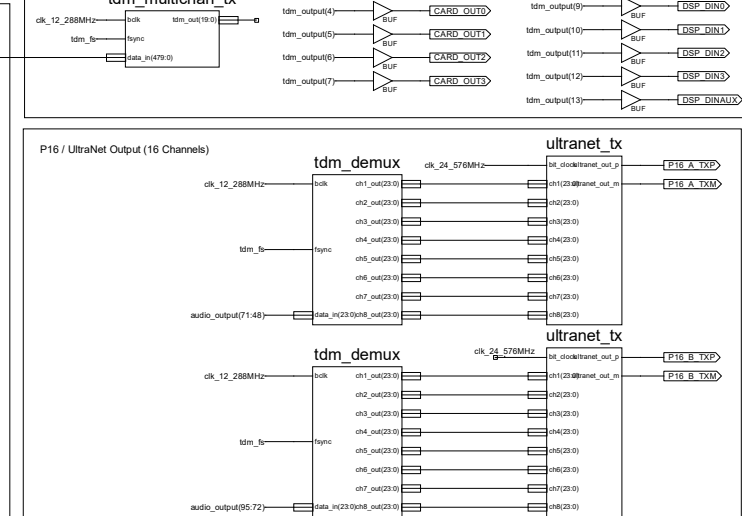 tdm_multichan_tx
clk_12_288MHz
bclk
tdm_out(19:0)
tdm_fs
fsync
data_in(479:0)
tdm_output(4)
BUF
CARD_OUT0
tdm_output(5)
BUF
CARD_OUT1
tdm_output(6)
BUF
CARD_OUT2
tdm_output(7)
BUF
CARD_OUT3
tdm_output(9)
BUF
DSP_DIN0
tdm_output(10)
BUF
DSP_DIN1
tdm_output(11)
BUF
DSP_DIN2
tdm_output(12)
BUF
DSP_DIN3
tdm_output(13)
BUF
DSP_DINAUX
P16 / UltraNet Output (16 Channels)
tdm_demux
clk_12_288MHz
bclk
tdm_fs
fsync
audio_output(71:48)
data_in(23:0)
ch1_out(23:0)
ch2_out(23:0)
ch3_out(23:0)
ch4_out(23:0)
ch5_out(23:0)
ch6_out(23:0)
ch7_out(23:0)
ch8_out(23:0)
ultranet_tx
clk_24_576MHz
bit_clock
ultranet_out_p
P16_A_TXP
ch1(23:0)
ultranet_out_m
P16_A_TXM
ch2(23:0)
ch3(23:0)
ch4(23:0)
ch5(23:0)
ch6(23:0)
ch7(23:0)
ch8(23:0)
tdm_demux
clk_12_288MHz
bclk
tdm_fs
fsync
audio_output(95:72)
data_in(23:0)
ch1_out(23:0)
ch2_out(23:0)
ch3_out(23:0)
ch4_out(23:0)
ch5_out(23:0)
ch6_out(23:0)
ch7_out(23:0)
ch8_out(23:0)
ultranet_tx
clk_24_576MHz
bit_clock
ultranet_out_p
P16_B_TXP
ch1(23:0)
ultranet_out_m
P16_B_TXM
ch2(23:0)
ch3(23:0)
ch4(23:0)
ch5(23:0)
ch6(23:0)
ch7(23:0)
ch8(23:0)